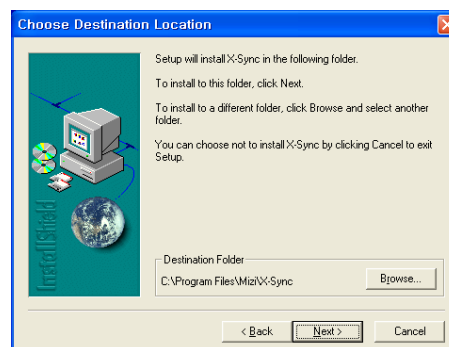 Choose Destination Location
Setup will install X-Sync in the following folder.
To install to this folder, click Next.
To install to a different folder, click Browse and select another
folder.
You can choose not to install X-Sync by clicking Cancel to exit
Setup.
InstallShield
Destination Folder
C:\Program Files\Mizi\X-Sync
Browse...
< Back
Next >
Cancel